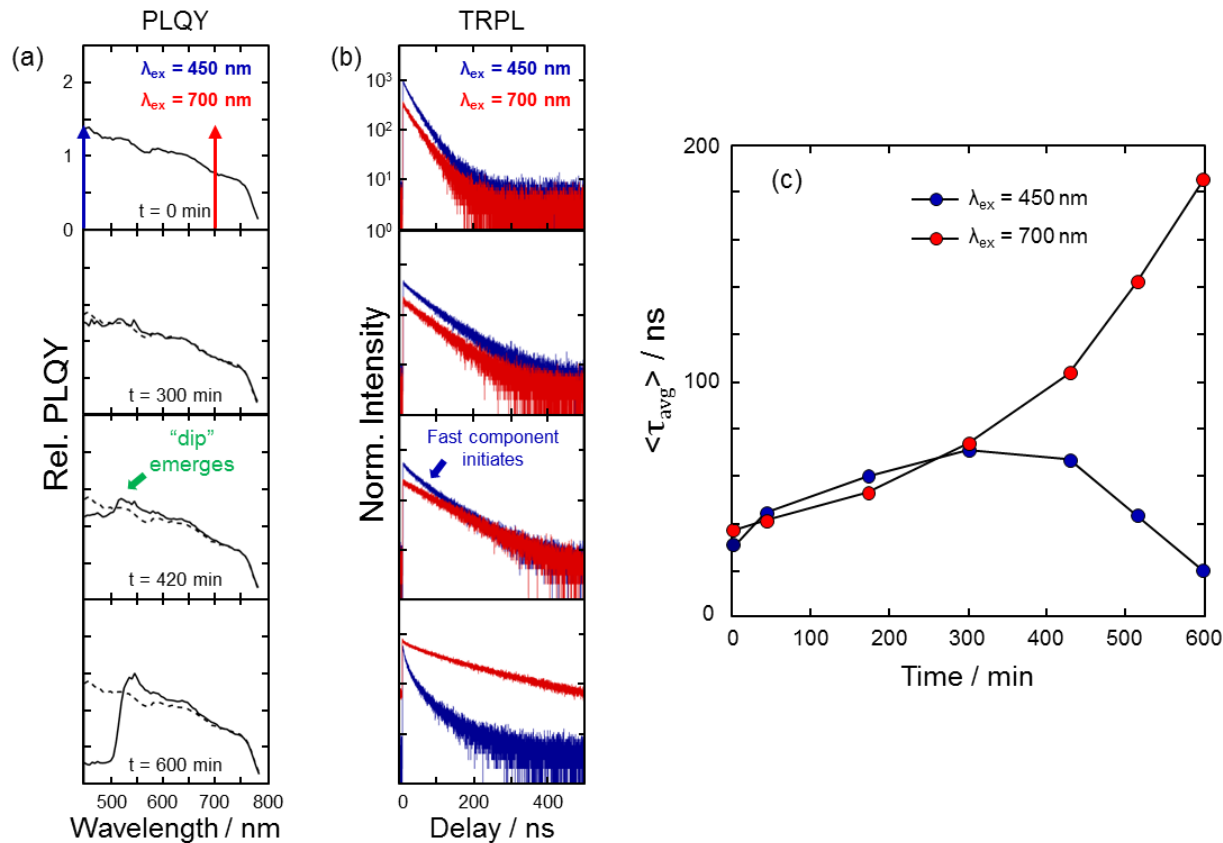 PLQY
TRPL
(a)
λex = 450 nm
λex = 700 nm
2
1
0
t = 0 min
t = 300 min
"dip"
emerges
t = 420 min
t = 600 min
Rel. PLQY
500 600 700 800
Wavelength / nm
(b)
λex = 450 nm
λex = 700 nm
10³
10²
10¹
10⁰
Fast component
initiates
Norm. Intensity
0 200 400
Delay / ns
(c)
λex = 450 nm
λex = 700 nm
200
100
0
<τavg> / ns
0 100 200 300 400 500 600
Time / min